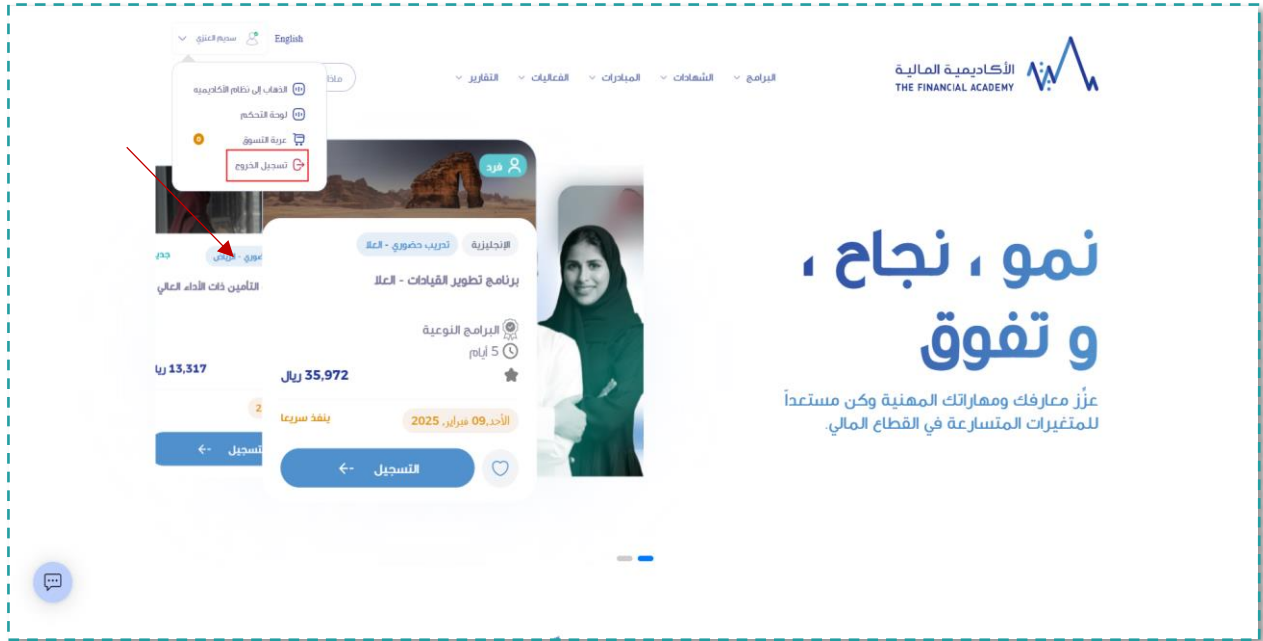 الأكاديمية المالية
THE FINANCIAL ACADEMY
البرامج
الشهادات
المبادرات
الفعاليات
التقارير
ماذا
English
سديم العنزي
الذهاب إلى نظام الأكاديميه
لوحة التحكم
عربة التسوق
0
تسجيل الخروج
نمو ، نجاح ،
و تفوق
عزّز معارفك ومهاراتك المهنية وكن مستعداً
للمتغيرات المتسارعة في القطاع المالي.
فرد
الإنجليزية
تدريب حضوري - العلا
برنامج تطوير القيادات - العلا
البرامج النوعية
5 أيام
35,972 ريال
الأحد,09 فبراير, 2025
ينفذ سريعا
التسجيل
التأمين ذات الأداء العالي
13,317